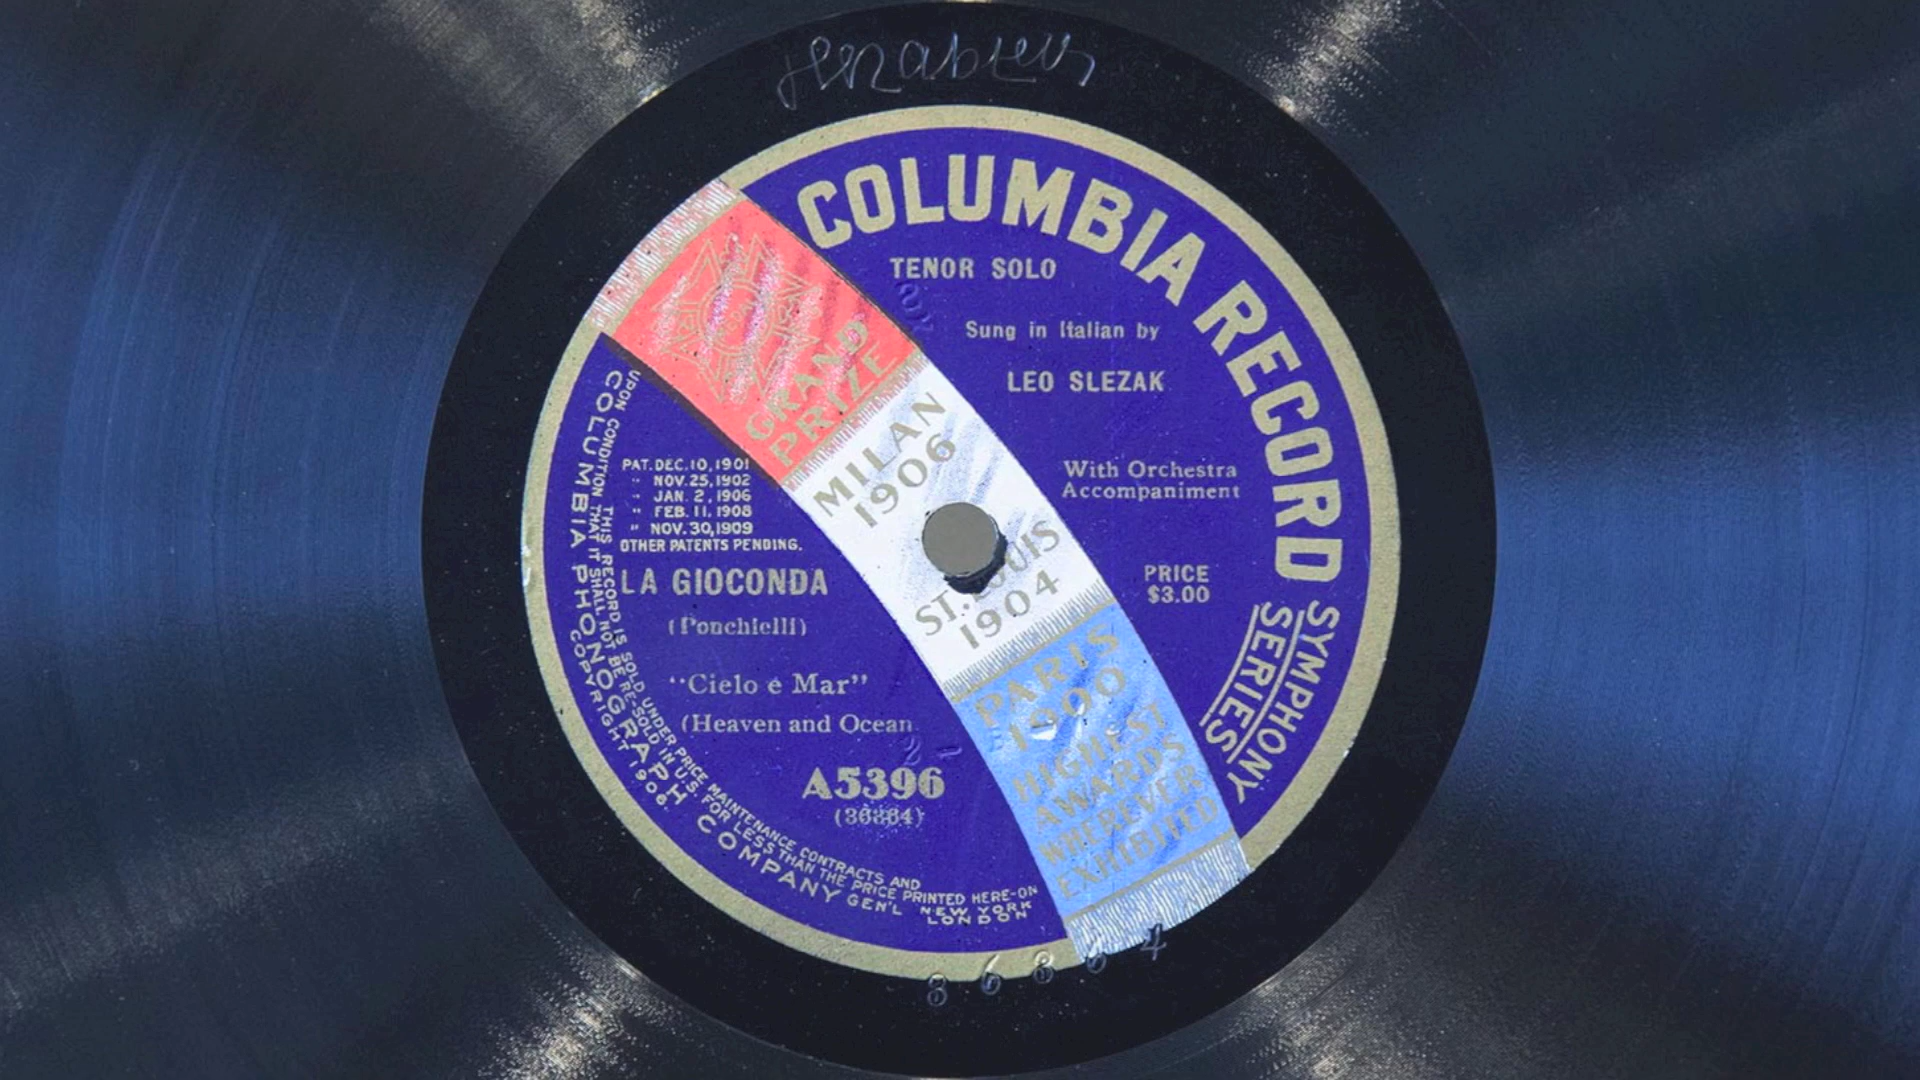 COLUMBIA RECORD
SYMPHONY
SERIES
TENOR SOLO
Sung in Italian by
LEO SLEZAK
With Orchestra
Accompaniment
PRICE
$3.00
GRAND
PRIZE
MILAN
1906
ST. LOUIS
1904
PARIS
1900
HIGHEST
AWARDS
WHEREVER
EXHIBITED
PAT. DEC. 10, 1901
" NOV. 25, 1902
" JAN. 2, 1906
" FEB. 11, 1908
" NOV. 30, 1909
OTHER PATENTS PENDING.
LA GIOCONDA
(Ponchielli)
"Cielo e Mar"
(Heaven and Ocean
A5396
THIS RECORD IS SOLD UNDER PRICE MAINTENANCE CONTRACTS AND
UPON CONDITION THAT IT SHALL NOT BE RE-SOLD IN U.S. FOR LESS THAN THE PRICE PRINTED HERE-ON
COLUMBIA PHONOGRAPH COMPANY GEN'L NEW YORK
LONDON
COPYRIGHT 1906.